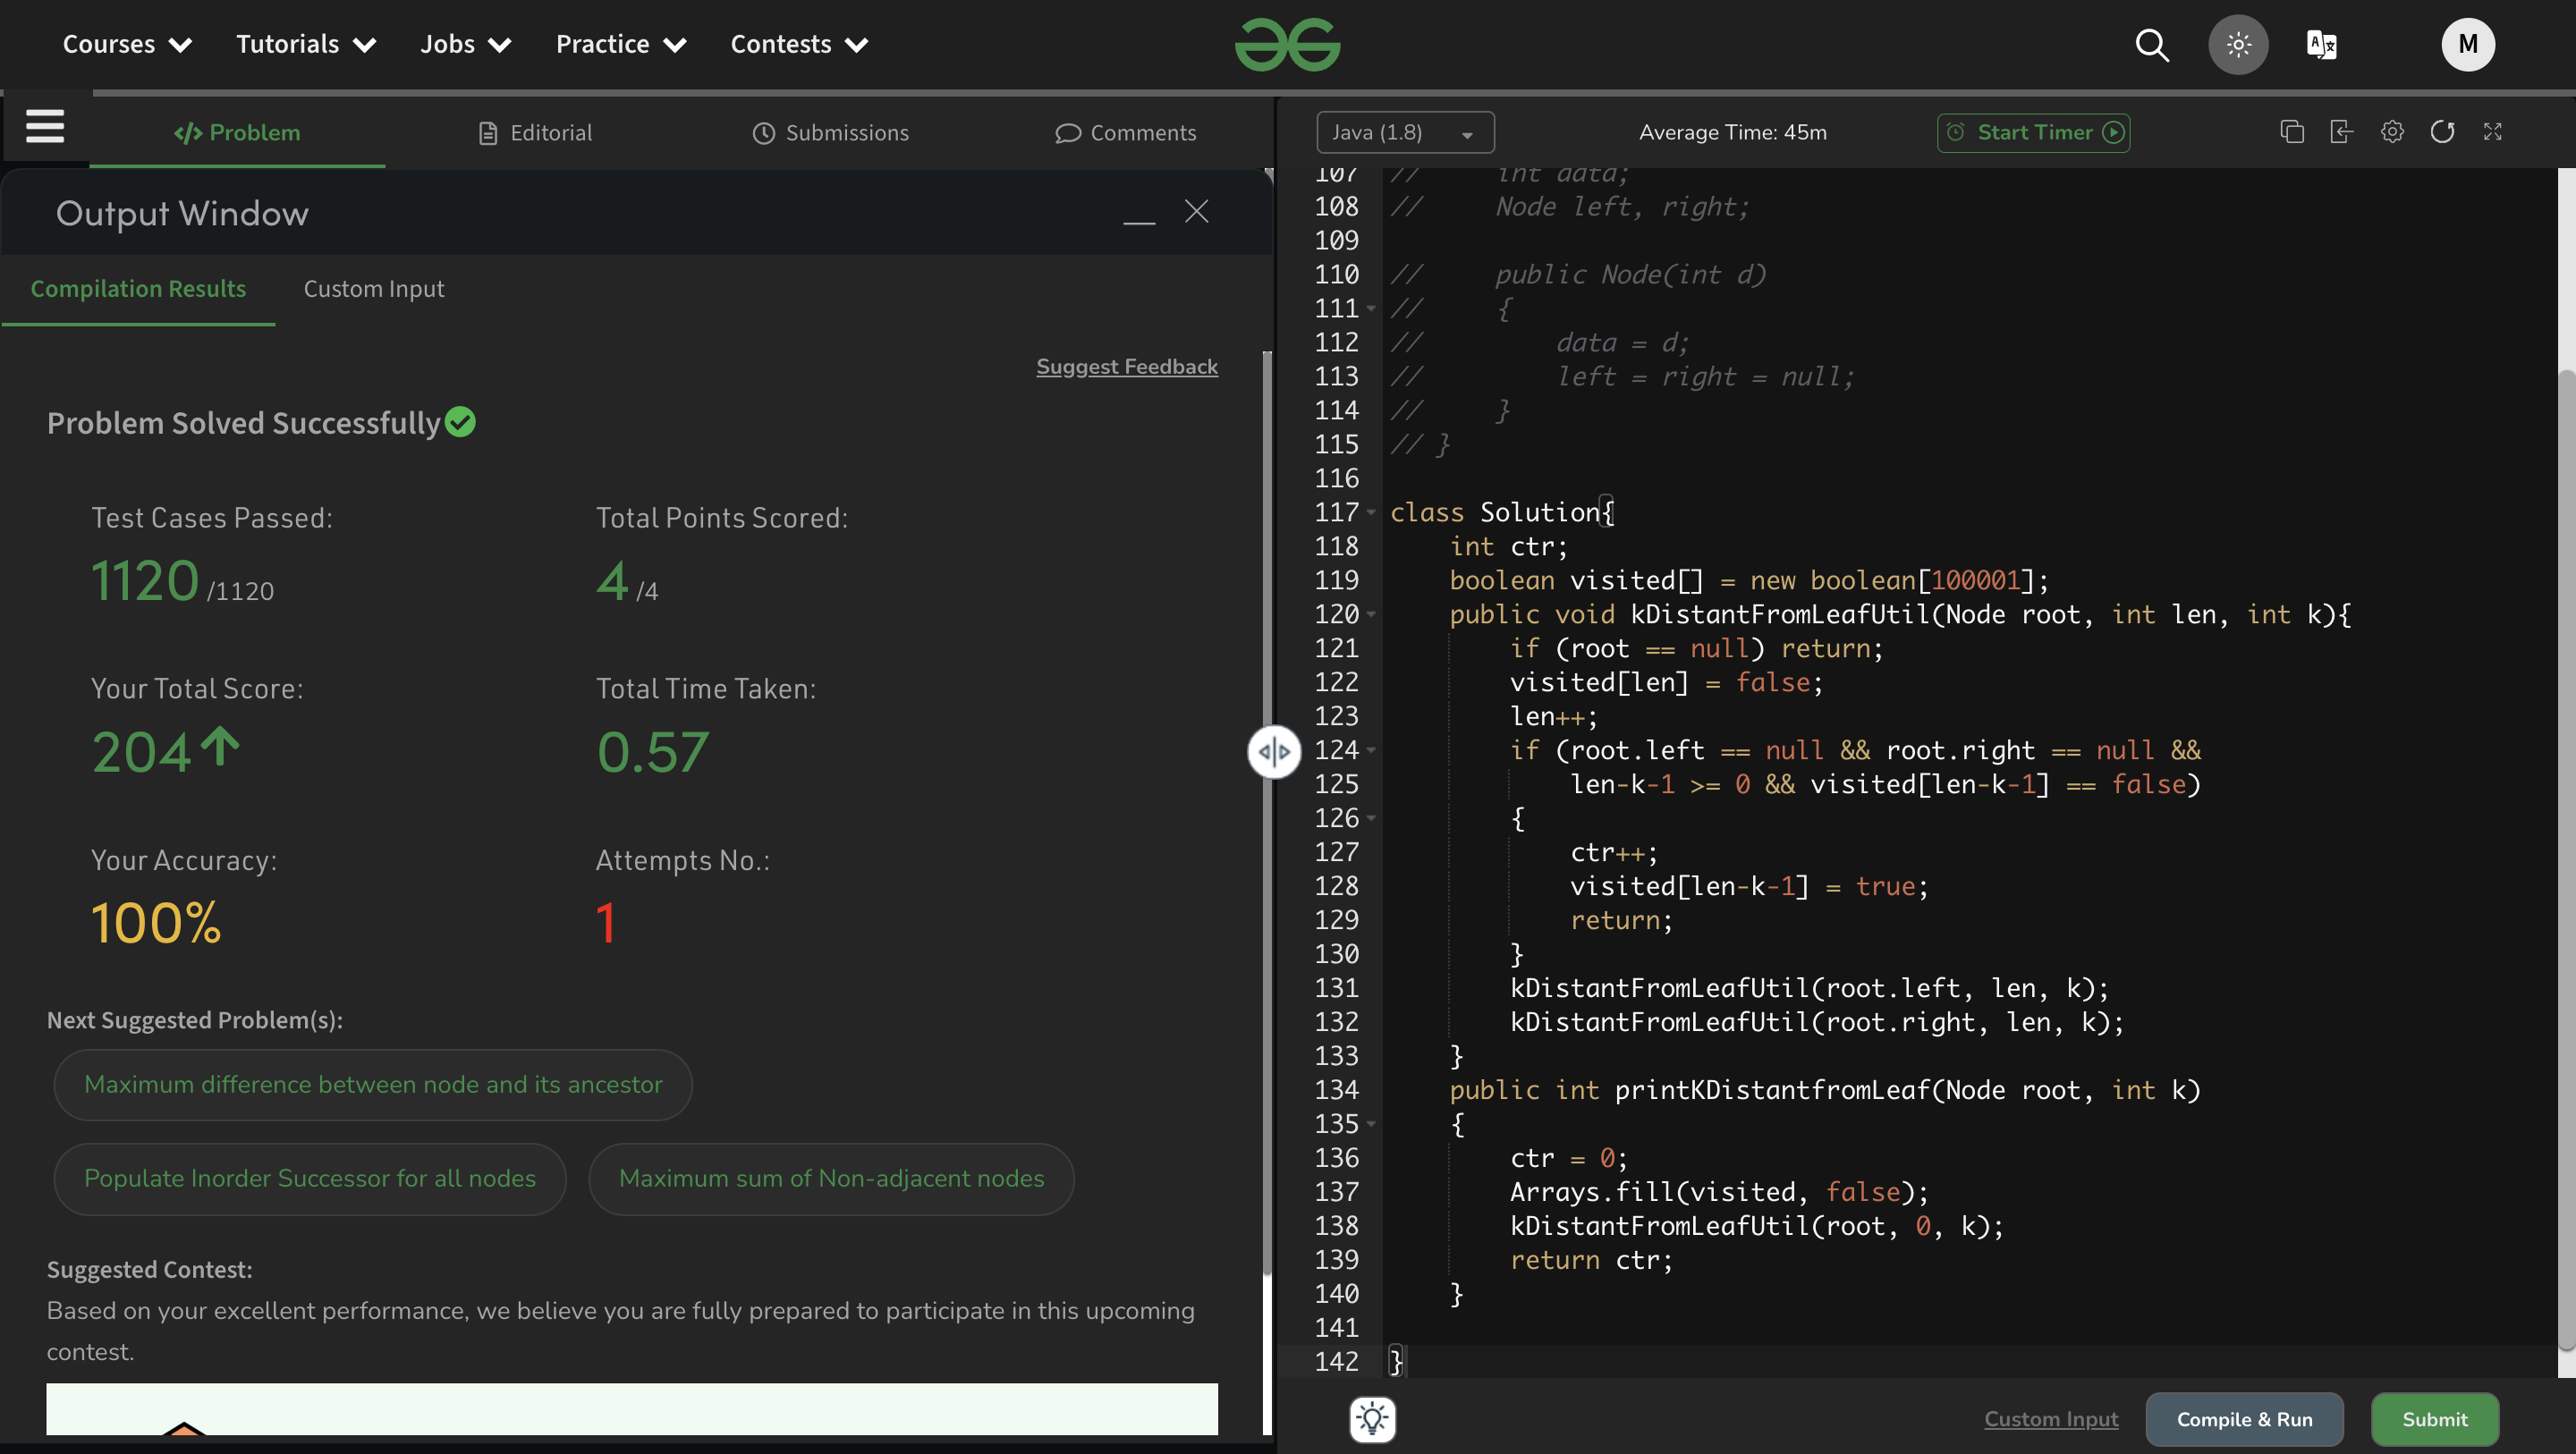 Courses Tutorials Jobs Practice Contests M
Problem Editorial Submissions Comments
Output Window
Compilation Results Custom Input
Suggest Feedback
Problem Solved Successfully
Test Cases Passed: Total Points Scored:
1120 /1120 4 /4
Your Total Score: Total Time Taken:
204 0.57
Your Accuracy: Attempts No.:
100% 1
Next Suggested Problem(s):
Maximum difference between node and its ancestor
Populate Inorder Successor for all nodes Maximum sum of Non-adjacent nodes
Suggested Contest:
Based on your excellent performance, we believe you are fully prepared to participate in this upcoming
contest.
Java (1.8) Average Time: 45m Start Timer
107 // int data;
108 // Node left, right;
109
110 // public Node(int d)
111 // {
112 // data = d;
113 // left = right = null;
114 // }
115 // }
116
117 class Solution{
118 int ctr;
119 boolean visited[] = new boolean[100001];
120 public void kDistantFromLeafUtil(Node root, int len, int k){
121 if (root == null) return;
122 visited[len] = false;
123 len++;
124 if (root.left == null && root.right == null &&
125 len-k-1 >= 0 && visited[len-k-1] == false)
126 {
127 ctr++;
128 visited[len-k-1] = true;
129 return;
130 }
131 kDistantFromLeafUtil(root.left, len, k);
132 kDistantFromLeafUtil(root.right, len, k);
133 }
134 public int printKDistantfromLeaf(Node root, int k)
135 {
136 ctr = 0;
137 Arrays.fill(visited, false);
138 kDistantFromLeafUtil(root, 0, k);
139 return ctr;
140 }
141
142 }
Custom Input Compile & Run Submit